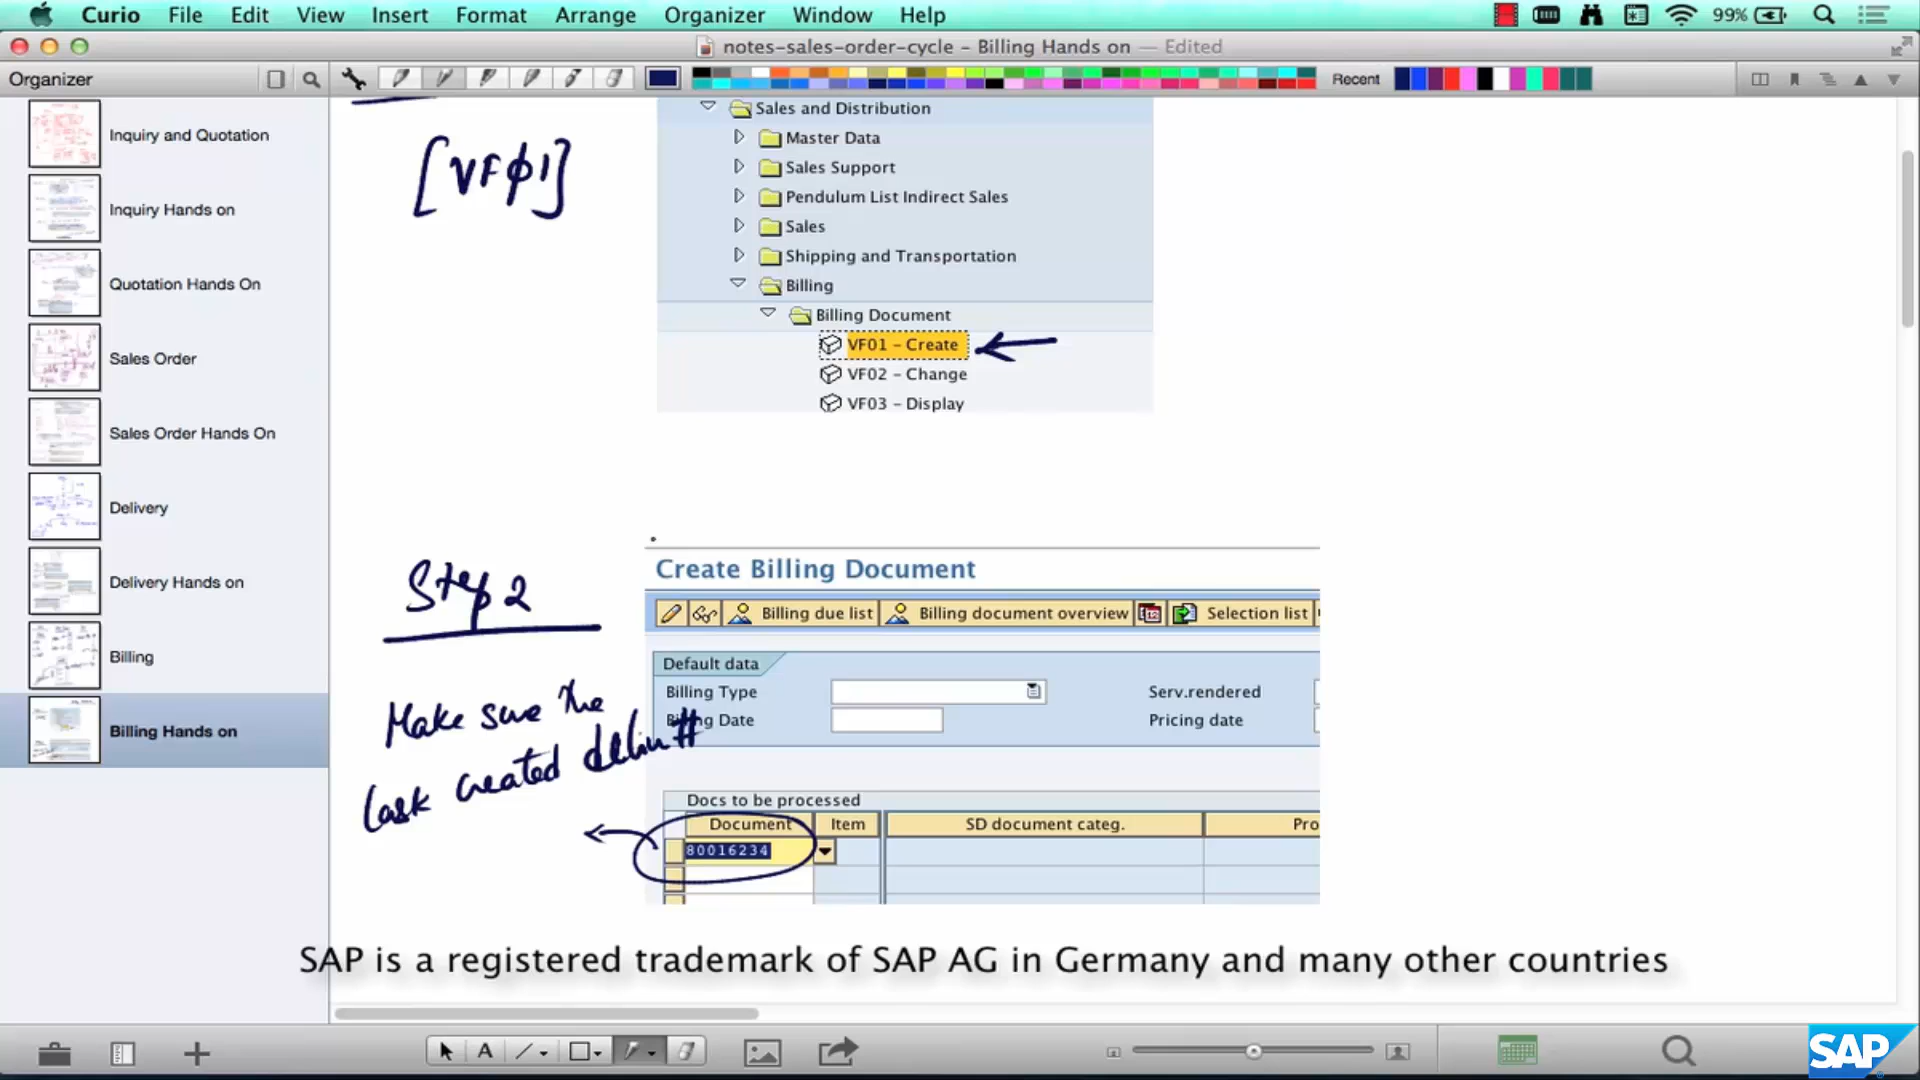 Curio File Edit View Insert Format Arrange Organizer Window Help 99%
notes-sales-order-cycle – Billing Hands on — Edited
Organizer
Recent
Inquiry and Quotation
Inquiry Hands on
Quotation Hands On
Sales Order
Sales Order Hands On
Delivery
Delivery Hands on
Billing
Billing Hands on
[VF01]
Sales and Distribution
Master Data
Sales Support
Pendulum List Indirect Sales
Sales
Shipping and Transportation
Billing
Billing Document
VF01 – Create
VF02 – Change
VF03 – Display
Step 2
Make sure the
last created deliv #
Create Billing Document
Billing due list Billing document overview Selection list
Default data
Billing Type Serv.rendered
Billing Date Pricing date
Docs to be processed
Document Item SD document categ. Pro
80016234
SAP is a registered trademark of SAP AG in Germany and many other countries
A
SAP